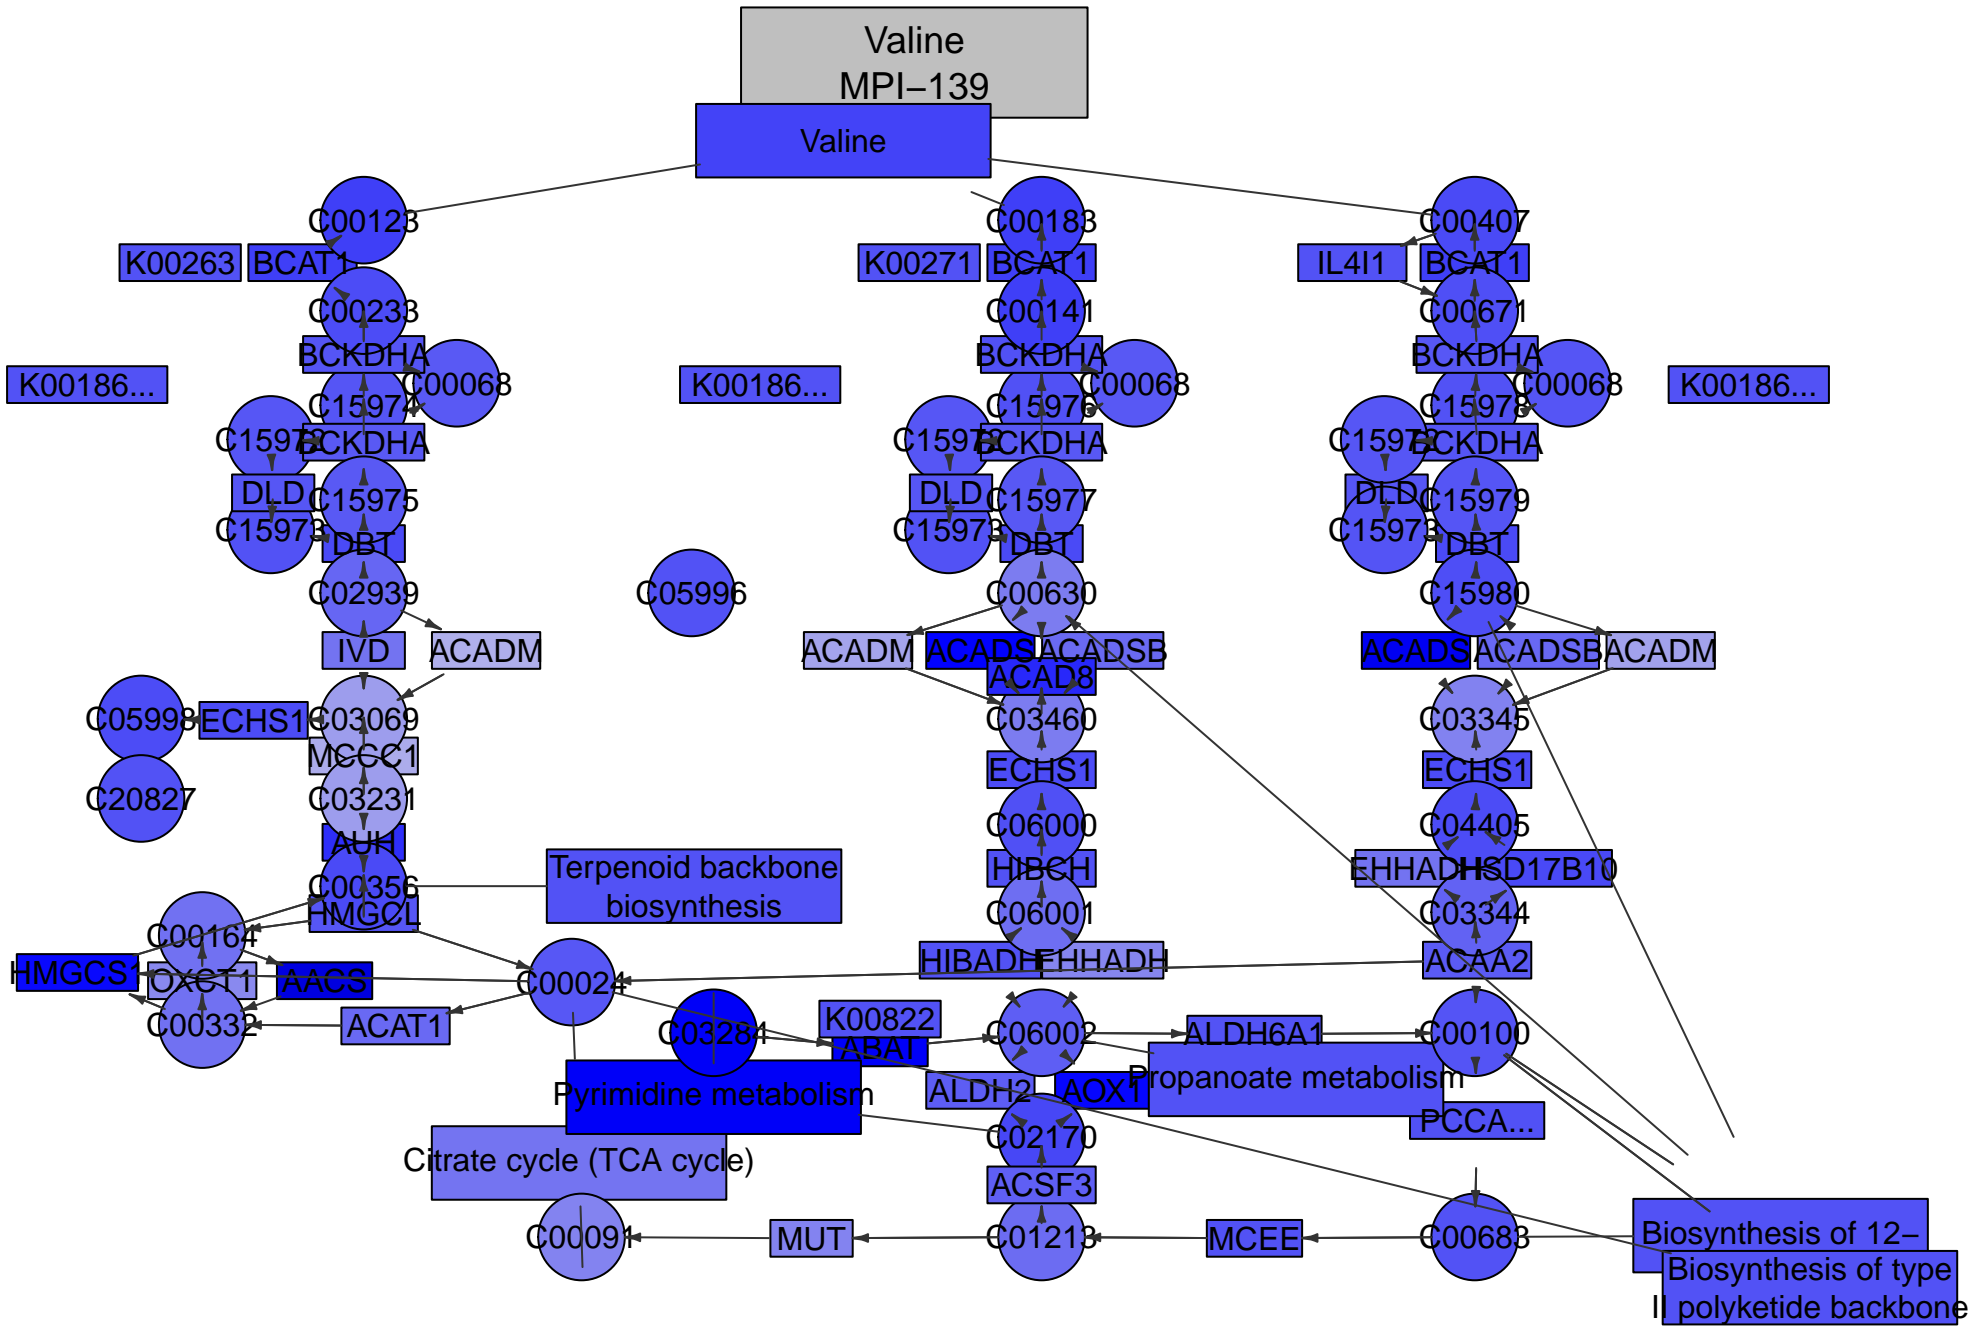 Valine
MPI−139
Valine
C00123
C00183
C00407
K00263
BCAT1
K00271
BCAT1
IL4I1
BCAT1
C00233
C00141
C00671
BCKDHA
BCKDHA
BCKDHA
K00186...
C00068
K00186...
C00068
C00068
K00186...
C15974
C15976
C15978
C15972
BCKDHA
C15972
BCKDHA
C15972
BCKDHA
DLD
C15975
DLD
C15977
DLD
C15979
C15973
DBT
C15973
DBT
C15973
DBT
C02939
C05996
C00630
C15980
IVD
ACADM
ACADM
ACADS
ACADSB
ACADS
ACADSB
ACADM
ACAD8
C05998
ECHS1
C03069
C03460
C03345
MCCC1
ECHS1
ECHS1
C20827
C03231
C06000
C04405
AUH
HIBCH
EHHADH
HSD17B10
C00356
Terpenoid backbone
biosynthesis
HMGCL
C06001
C03344
C00164
HIBADH
EHHADH
ACAA2
HMGCS1
OXCT1
AACS
C00024
C00332
ACAT1
C03284
K00822
ABAT
C06002
ALDH6A1
C00100
Pyrimidine metabolism
ALDH2
AOX1
Propanoate metabolism
PCCA...
C02170
Citrate cycle (TCA cycle)
ACSF3
C00091
MUT
C01213
MCEE
C00683
Biosynthesis of 12−
Biosynthesis of type
II polyketide backbone